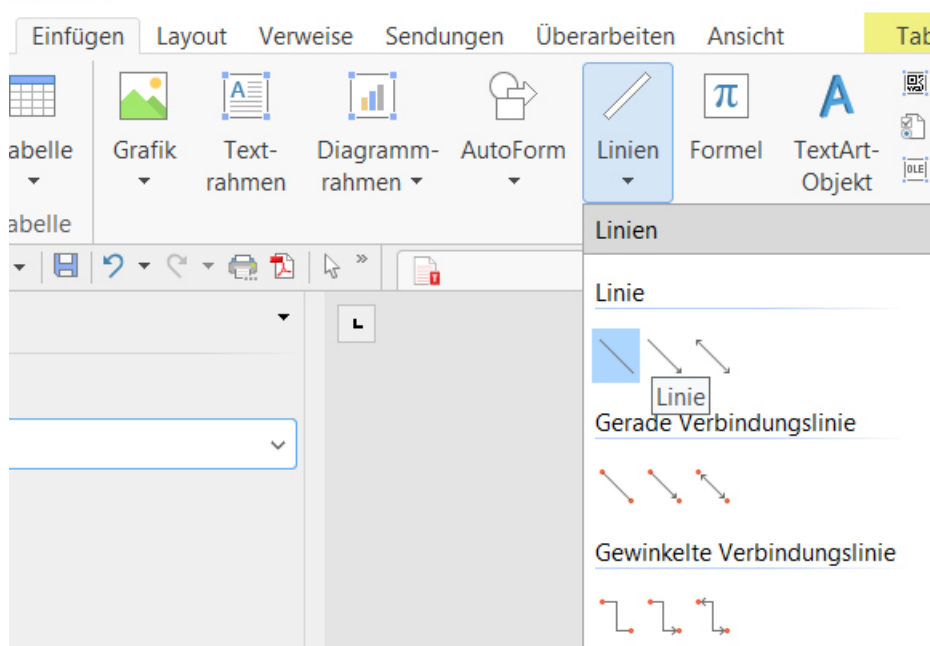 Einfügen Layout Verweise Sendungen Überarbeiten Ansicht Tab
abelle Grafik Text- Diagramm- AutoForm Linien Formel TextArt-
rahmen rahmen Objekt
abelle
Linien
Linie
Linie
Gerade Verbindungslinie
Gewinkelte Verbindungslinie